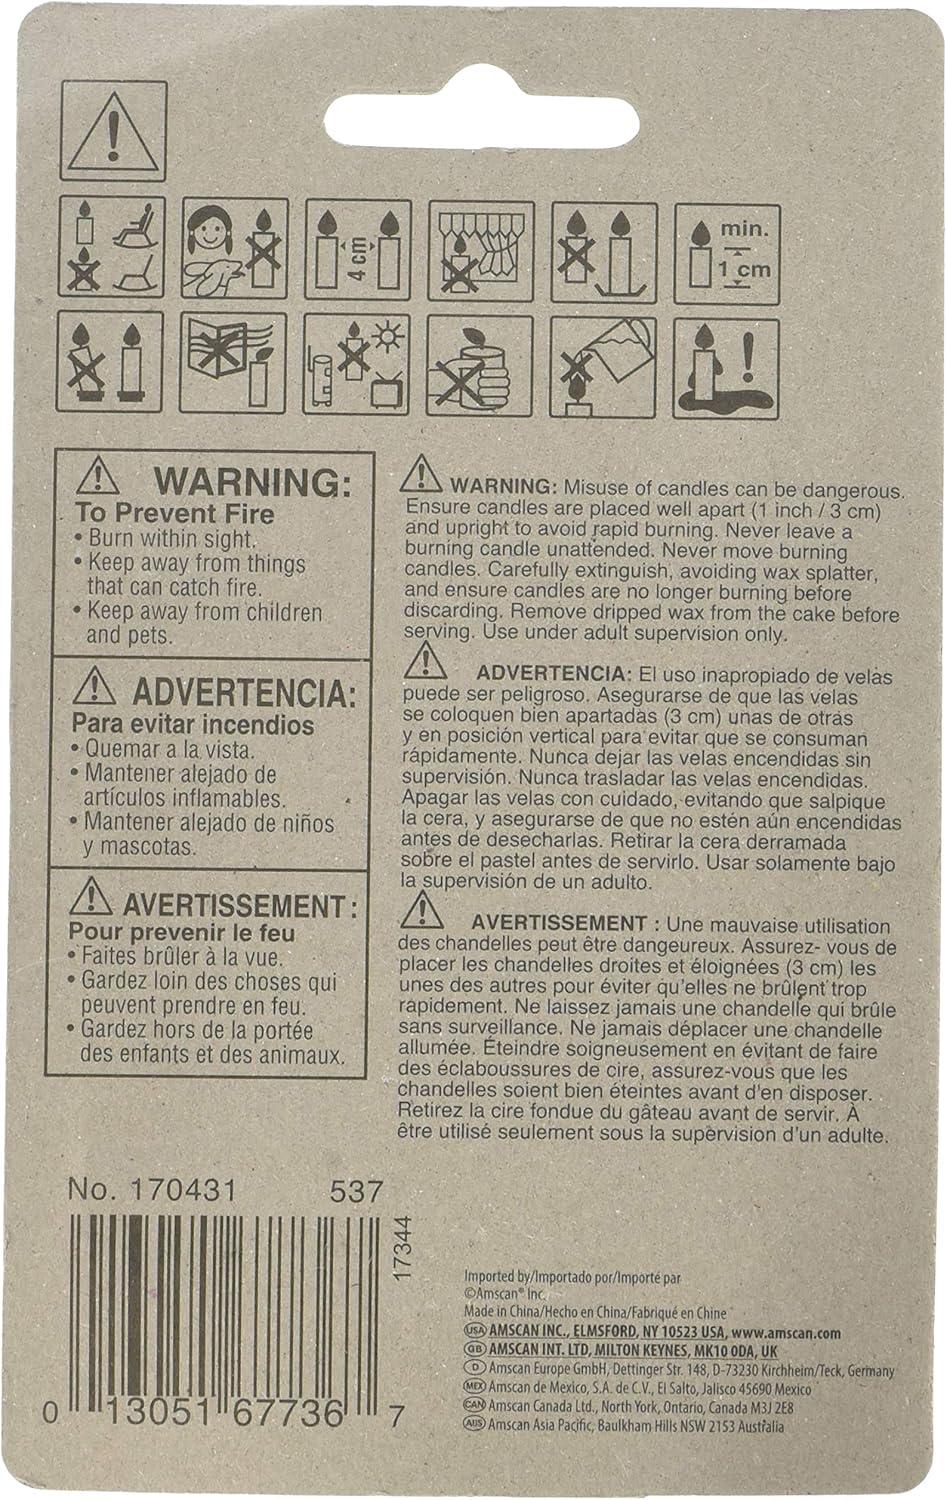 4 cm
min.
1 cm
WARNING:
To Prevent Fire
• Burn within sight.
• Keep away from things
that can catch fire.
• Keep away from children
and pets.
ADVERTENCIA:
Para evitar incendios
• Quemar a la vista.
• Mantener alejado de
artículos inflamables.
• Mantener alejado de niños
y mascotas.
AVERTISSEMENT :
Pour prevenir le feu
• Faites brûler à la vue.
• Gardez loin des choses qui
peuvent prendre en feu.
• Gardez hors de la portée
des enfants et des animaux.
WARNING: Misuse of candles can be dangerous.
Ensure candles are placed well apart (1 inch / 3 cm)
and upright to avoid rapid burning. Never leave a
burning candle unattended. Never move burning
candles. Carefully extinguish, avoiding wax splatter,
and ensure candles are no longer burning before
discarding. Remove dripped wax from the cake before
serving. Use under adult supervision only.
ADVERTENCIA: El uso inapropiado de velas
puede ser peligroso. Asegurarse de que las velas
se coloquen bien apartadas (3 cm) unas de otras
y en posición vertical para evitar que se consuman
rápidamente. Nunca dejar las velas encendidas sin
supervisión. Nunca trasladar las velas encendidas.
Apagar las velas con cuidado, evitando que salpique
la cera, y asegurarse de que no estén aún encendidas
antes de desecharlas. Retirar la cera derramada
sobre el pastel antes de servirlo. Usar solamente bajo
la supervisión de un adulto.
AVERTISSEMENT : Une mauvaise utilisation
des chandelles peut être dangeureux. Assurez- vous de
placer les chandelles droites et éloignées (3 cm) les
unes des autres pour éviter qu'elles ne brûlent trop
rapidement. Ne laissez jamais une chandelle qui brûle
sans surveillance. Ne jamais déplacer une chandelle
allumée. Éteindre soigneusement en évitant de faire
des éclaboussures de cire, assurez-vous que les
chandelles soient bien éteintes avant d'en disposer.
Retirez la cire fondue du gâteau avant de servir. À
être utilisé seulement sous la supervision d'un adulte.
No. 170431 537
17344
0 13051 67736 7
Imported by/Importado por/Importé par
©Amscan® Inc.
Made in China/Hecho en China/Fabriqué en Chine
USA AMSCAN INC., ELMSFORD, NY 10523 USA, www.amscan.com
GB AMSCAN INT. LTD, MILTON KEYNES, MK10 0DA, UK
D Amscan Europe GmbH, Dettinger Str. 148, D-73230 Kirchheim/Teck, Germany
MEX Amscan de Mexico, S.A. de C.V., El Salto, Jalisco 45690 Mexico
CAN Amscan Canada Ltd., North York, Ontario, Canada M3J 2E8
AUS Amscan Asia Pacific, Baulkham Hills NSW 2153 Australia